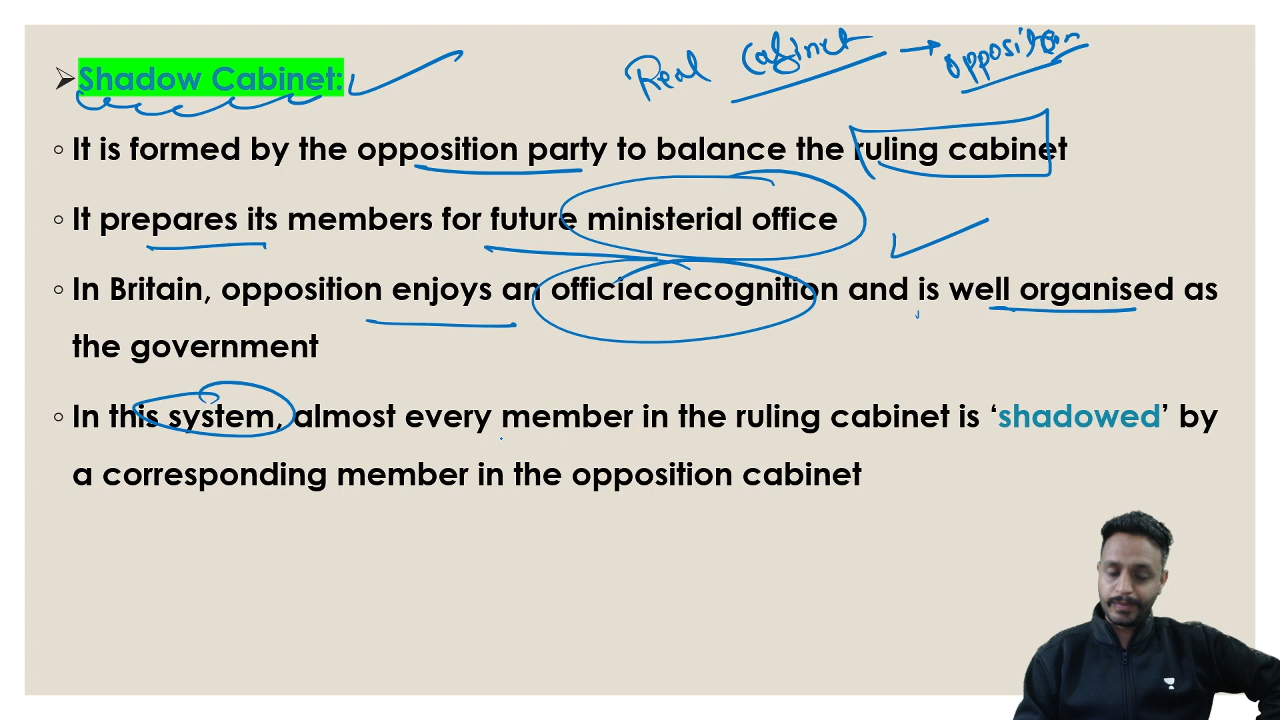 Real Cabinet → opposition
➢Shadow Cabinet:
◦ It is formed by the opposition party to balance the ruling cabinet
◦ It prepares its members for future ministerial office
◦ In Britain, opposition enjoys an official recognition and is well organised as
the government
◦ In this system, almost every member in the ruling cabinet is ‘shadowed’ by
a corresponding member in the opposition cabinet